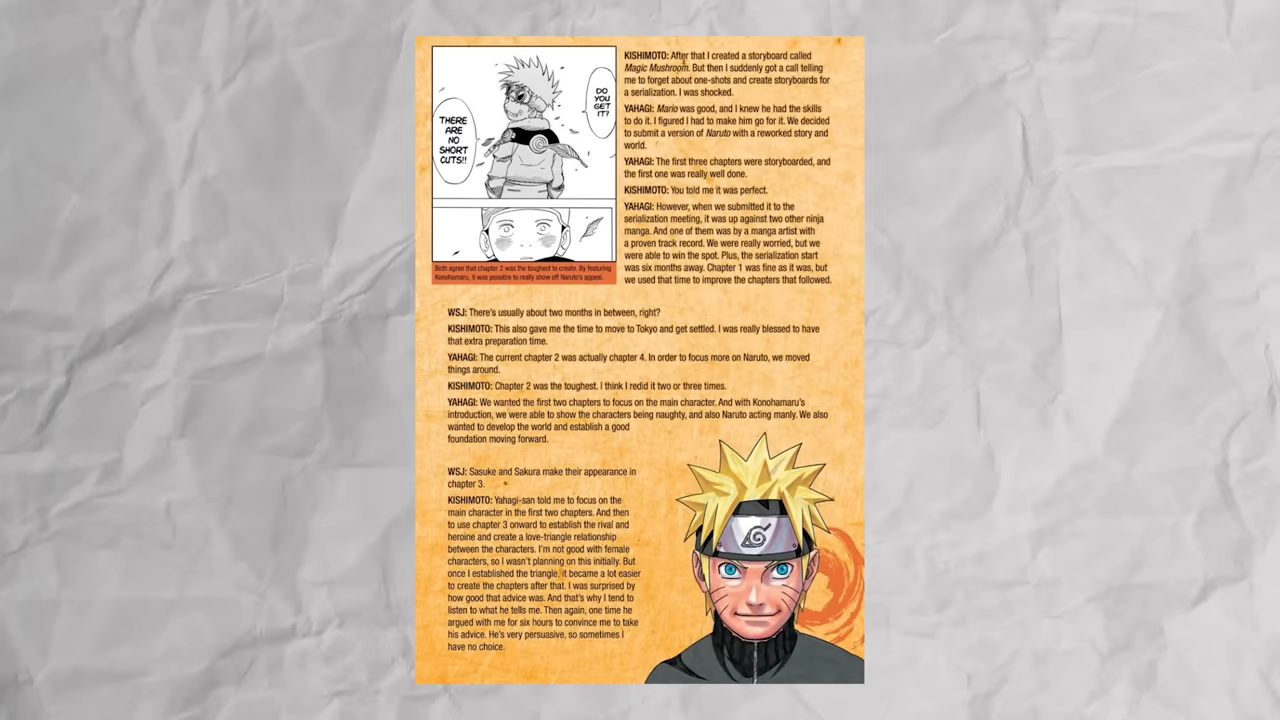 THERE
ARE
NO
SHORT
CUTS!!
DO
YOU
GET
IT?
Both agree that chapter 2 was the toughest to create. By featuring
Konohamaru, it was possible to really show off Naruto's appeal.
KISHIMOTO: After that I created a storyboard called
Magic Mushroom. But then I suddenly got a call telling
me to forget about one-shots and create storyboards for
a serialization. I was shocked.
YAHAGI: Mario was good, and I knew he had the skills
to do it. I figured I had to make him go for it. We decided
to submit a version of Naruto with a reworked story and
world.
YAHAGI: The first three chapters were storyboarded, and
the first one was really well done.
KISHIMOTO: You told me it was perfect.
YAHAGI: However, when we submitted it to the
serialization meeting, it was up against two other ninja
manga. And one of them was by a manga artist with
a proven track record. We were really worried, but we
were able to win the spot. Plus, the serialization start
was six months away. Chapter 1 was fine as it was, but
we used that time to improve the chapters that followed.
WSJ: There's usually about two months in between, right?
KISHIMOTO: This also gave me the time to move to Tokyo and get settled. I was really blessed to have
that extra preparation time.
YAHAGI: The current chapter 2 was actually chapter 4. In order to focus more on Naruto, we moved
things around.
KISHIMOTO: Chapter 2 was the toughest. I think I redid it two or three times.
YAHAGI: We wanted the first two chapters to focus on the main character. And with Konohamaru's
introduction, we were able to show the characters being naughty, and also Naruto acting manly. We also
wanted to develop the world and establish a good
foundation moving forward.
WSJ: Sasuke and Sakura make their appearance in
chapter 3.
KISHIMOTO: Yahagi-san told me to focus on the
main character in the first two chapters. And then
to use chapter 3 onward to establish the rival and
heroine and create a love-triangle relationship
between the characters. I'm not good with female
characters, so I wasn't planning on this initially. But
once I established the triangle, it became a lot easier
to create the chapters after that. I was surprised by
how good that advice was. And that's why I tend to
listen to what he tells me. Then again, one time he
argued with me for six hours to convince me to take
his advice. He's very persuasive, so sometimes I
have no choice.